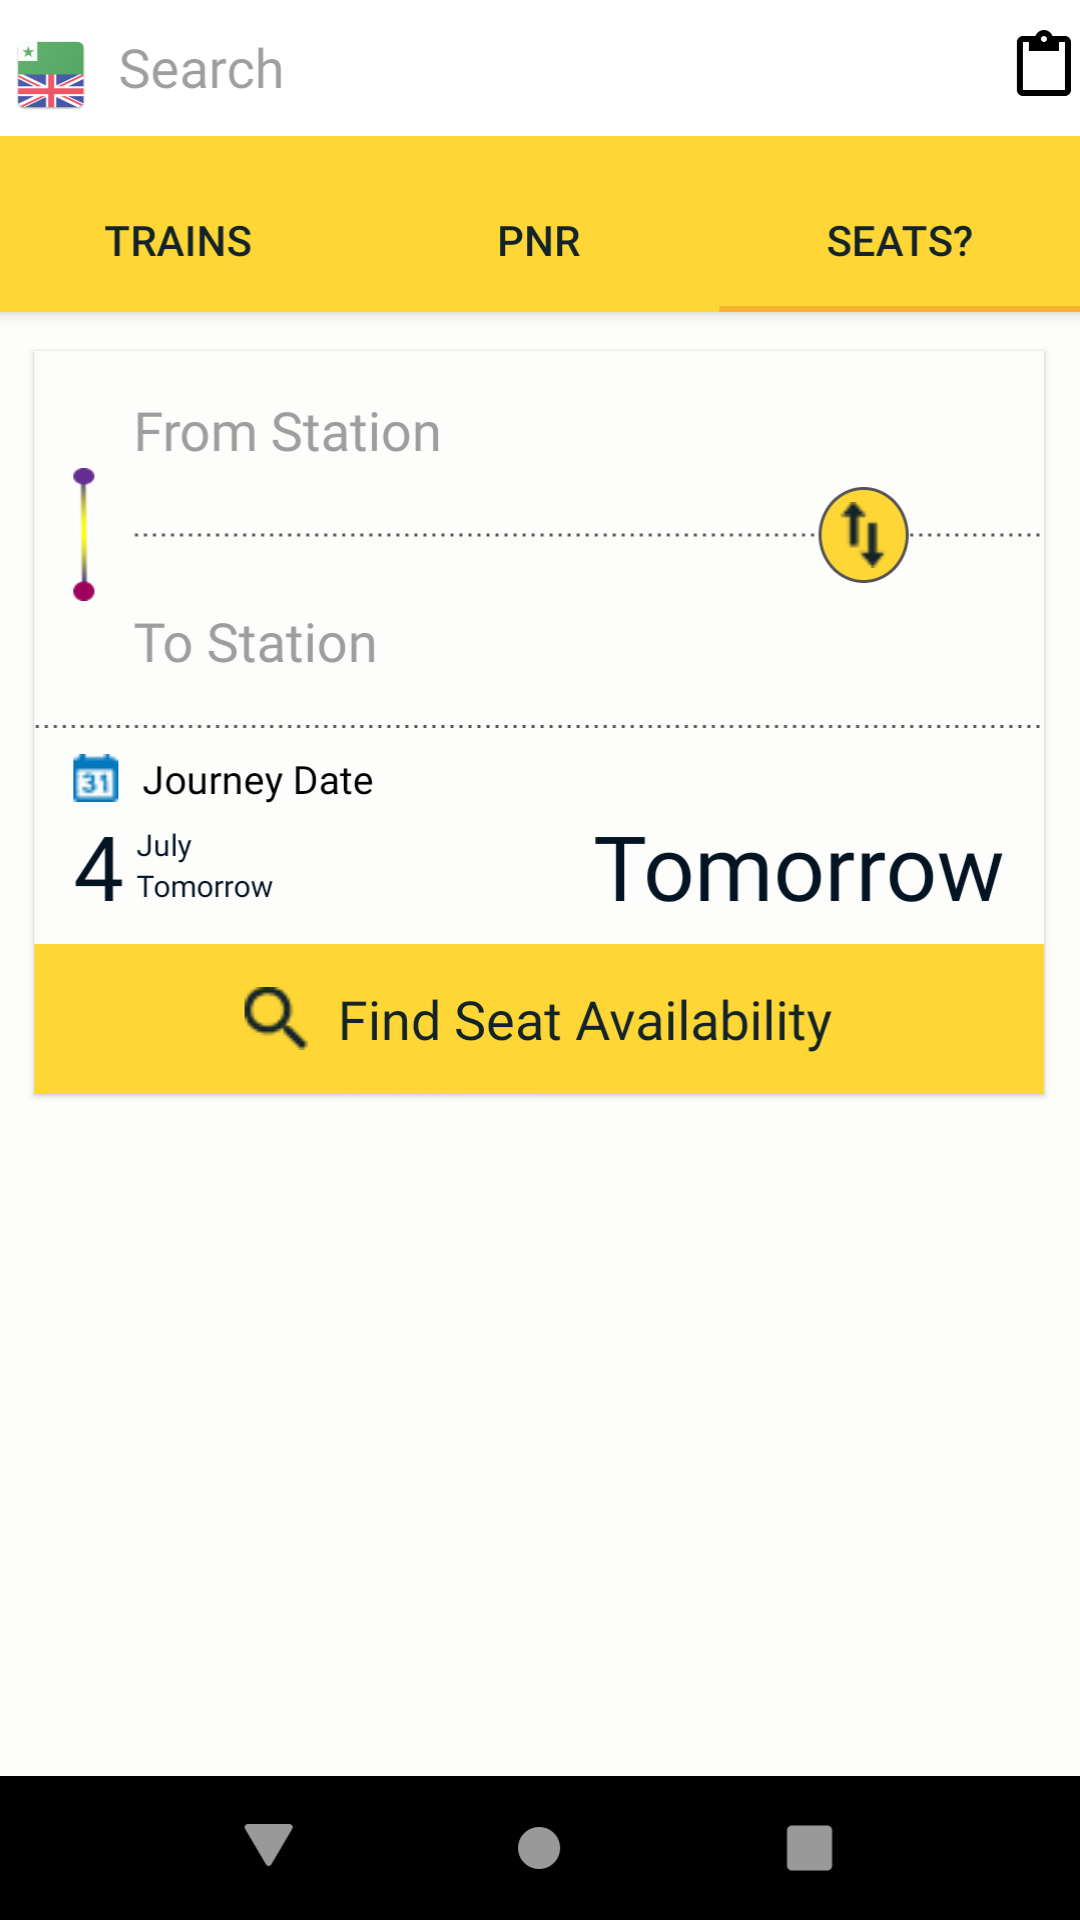 Search
TRAINS PNR SEATS?
From Station
To Station
31 Journey Date
4 July
Tomorrow
Tomorrow
Find Seat Availability